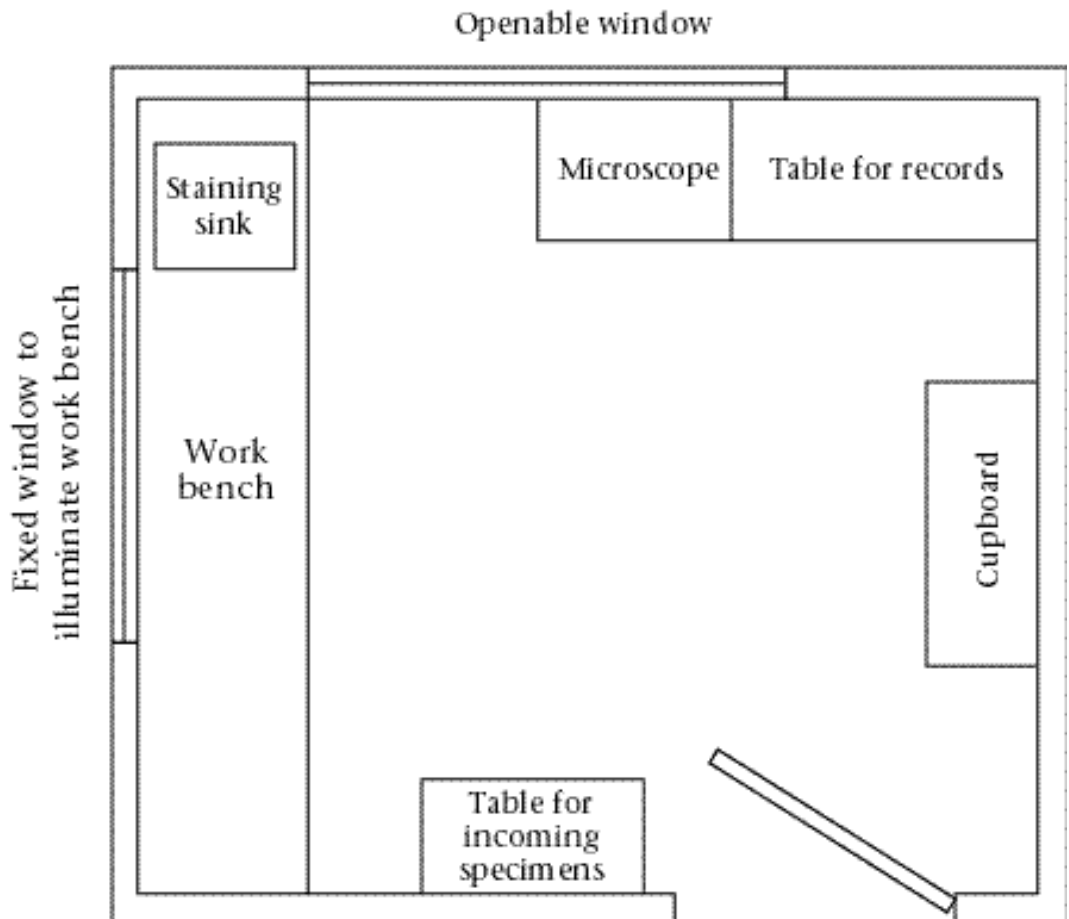 Openable window
Staining
sink
Microscope
Table for records
Fixed window to
illuminate work bench
Work
bench
Cupboard
Table for
incoming
specimens